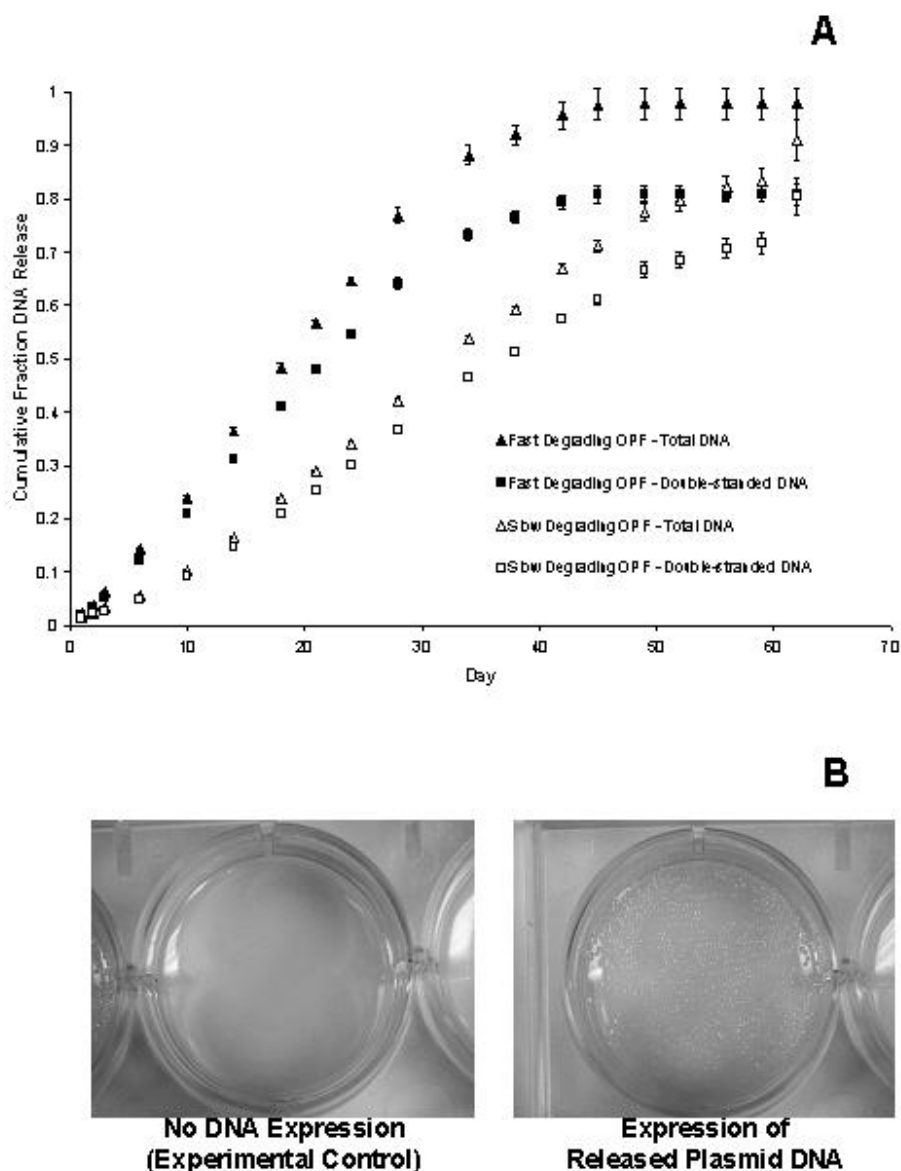 A
1
0.9
0.8
0.7
0.6
0.5
0.4
0.3
0.2
0.1
0
Cumulative Fraction DNA Release
0 10 20 30 40 50 60 70
Day
Fast Degrading OPF - Total DNA
Fast Degrading OPF - Double-stranded DNA
Slow Degrading OPF - Total DNA
Slow Degrading OPF - Double-stranded DNA
B
No DNA Expression
(Experimental Control)
Expression of
Released Plasmid DNA